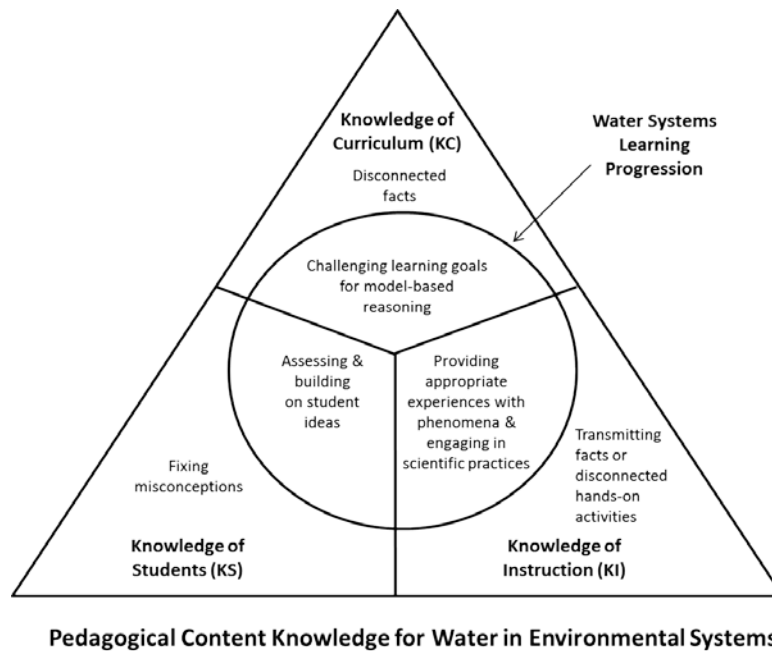 Knowledge of
Curriculum (KC)
Disconnected
facts
Water Systems
Learning
Progression
Challenging learning goals
for model-based
reasoning
Assessing &
building
on student
ideas
Providing
appropriate
experiences with
phenomena &
engaging in
scientific practices
Fixing
misconceptions
Transmitting
facts or
disconnected
hands-on
activities
Knowledge of
Students (KS)
Knowledge of
Instruction (KI)
Pedagogical Content Knowledge for Water in Environmental Systems